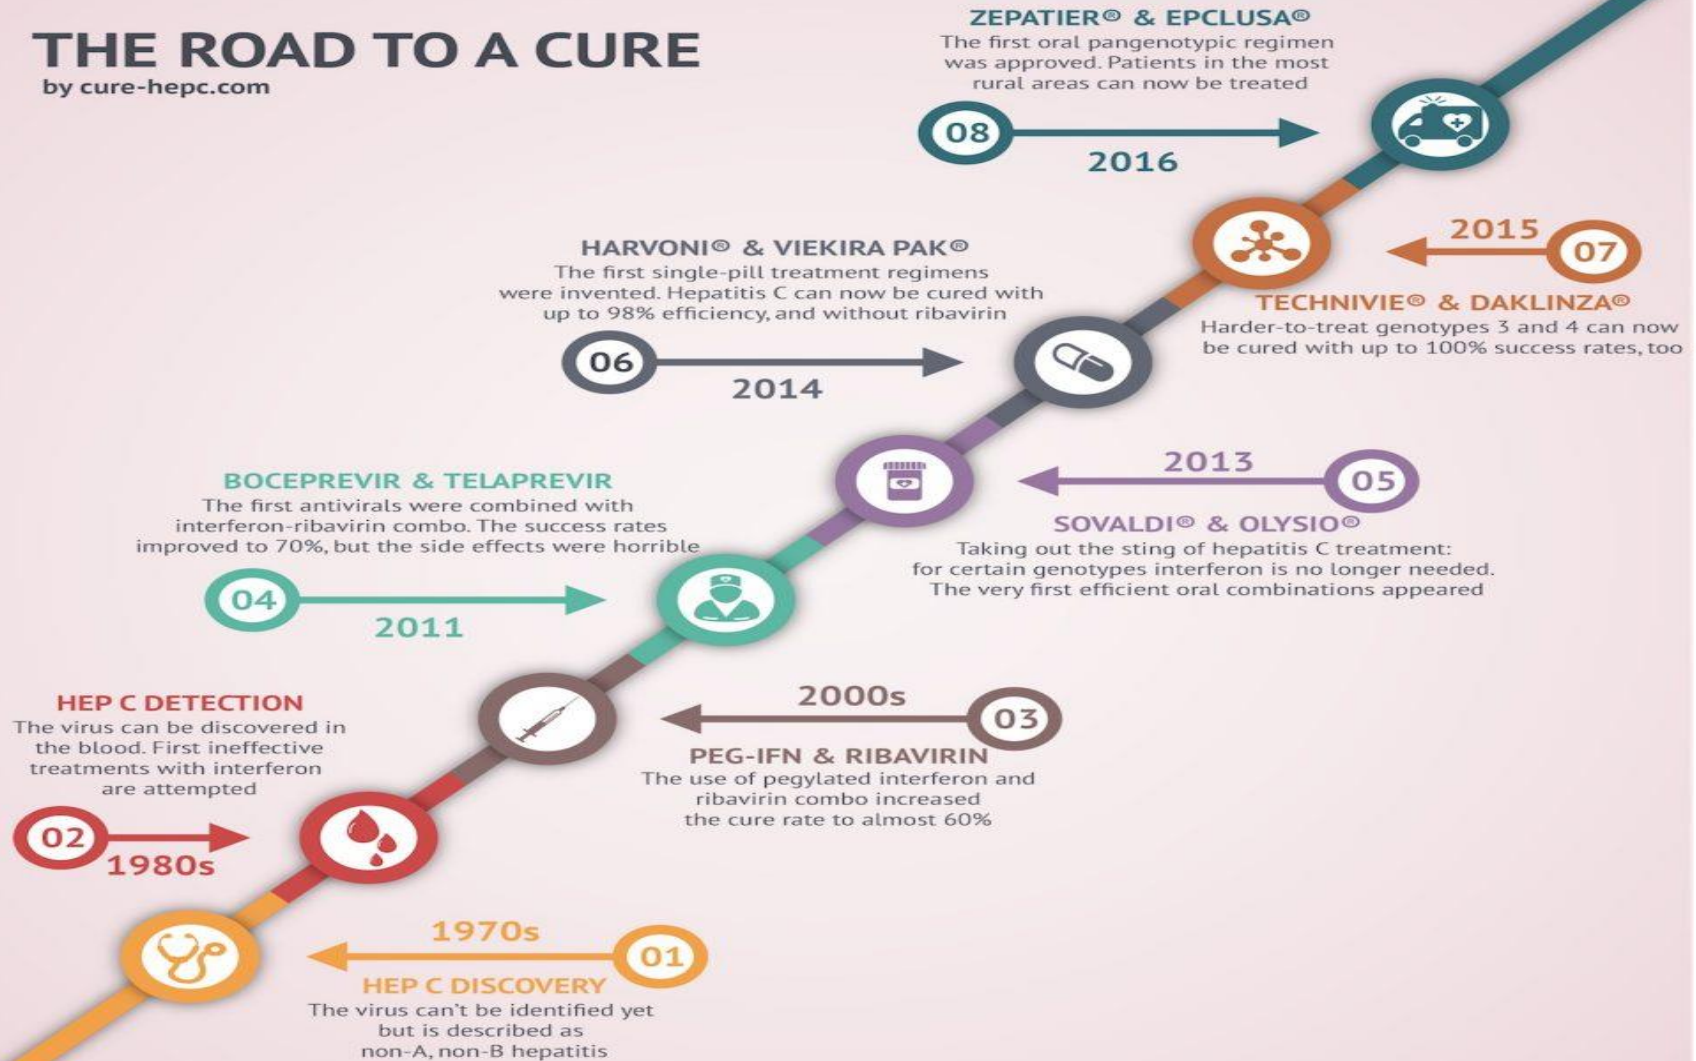 THE ROAD TO A CURE
by cure-hepc.com
ZEPATIER® & EPCLUSA®
The first oral pangenotypic regimen
was approved. Patients in the most
rural areas can now be treated
08
2016
2015
07
TECHNIVIE® & DAKLINZA®
Harder-to-treat genotypes 3 and 4 can now
be cured with up to 100% success rates, too
HARVONI® & VIEKIRA PAK®
The first single-pill treatment regimens
were invented. Hepatitis C can now be cured with
up to 98% efficiency, and without ribavirin
06
2014
2013
05
SOVALDI® & OLYSIO®
Taking out the sting of hepatitis C treatment:
for certain genotypes interferon is no longer needed.
The very first efficient oral combinations appeared
BOCEPREVIR & TELAPREVIR
The first antivirals were combined with
interferon-ribavirin combo. The success rates
improved to 70%, but the side effects were horrible
04
2011
2000s
03
PEG-IFN & RIBAVIRIN
The use of pegylated interferon and
ribavirin combo increased
the cure rate to almost 60%
HEP C DETECTION
The virus can be discovered in
the blood. First ineffective
treatments with interferon
are attempted
02
1980s
1970s
01
HEP C DISCOVERY
The virus can't be identified yet
but is described as
non-A, non-B hepatitis